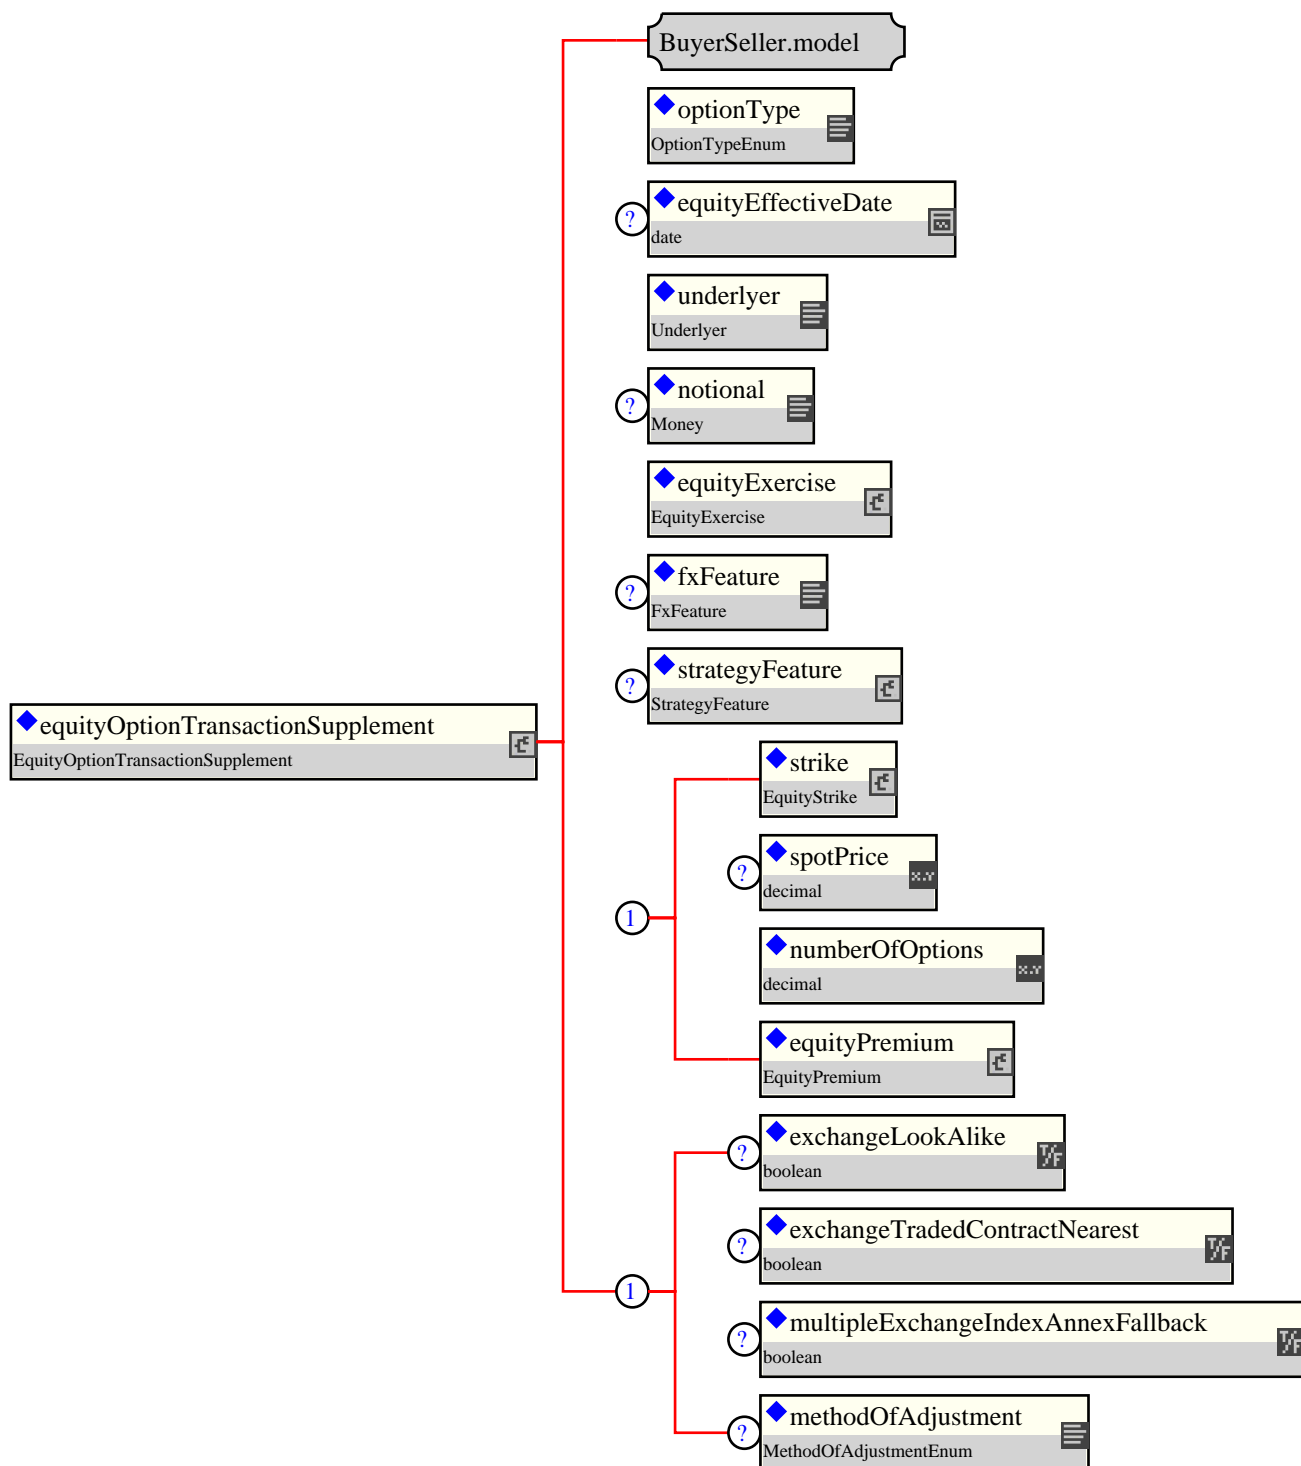 BuyerSeller.model
optionType
OptionTypeEnum
?
equityEffectiveDate
date
underlyer
Underlyer
?
notional
Money
equityExercise
EquityExercise
?
fxFeature
FxFeature
?
strategyFeature
StrategyFeature
equityOptionTransactionSupplement
EquityOptionTransactionSupplement
1
strike
EquityStrike
?
spotPrice
x.Y
decimal
numberOfOptions
x.Y
decimal
equityPremium
EquityPremium
1
?
exchangeLookAlike
T/F
boolean
?
exchangeTradedContractNearest
T/F
boolean
?
multipleExchangeIndexAnnexFallback
T/F
boolean
?
methodOfAdjustment
MethodOfAdjustmentEnum